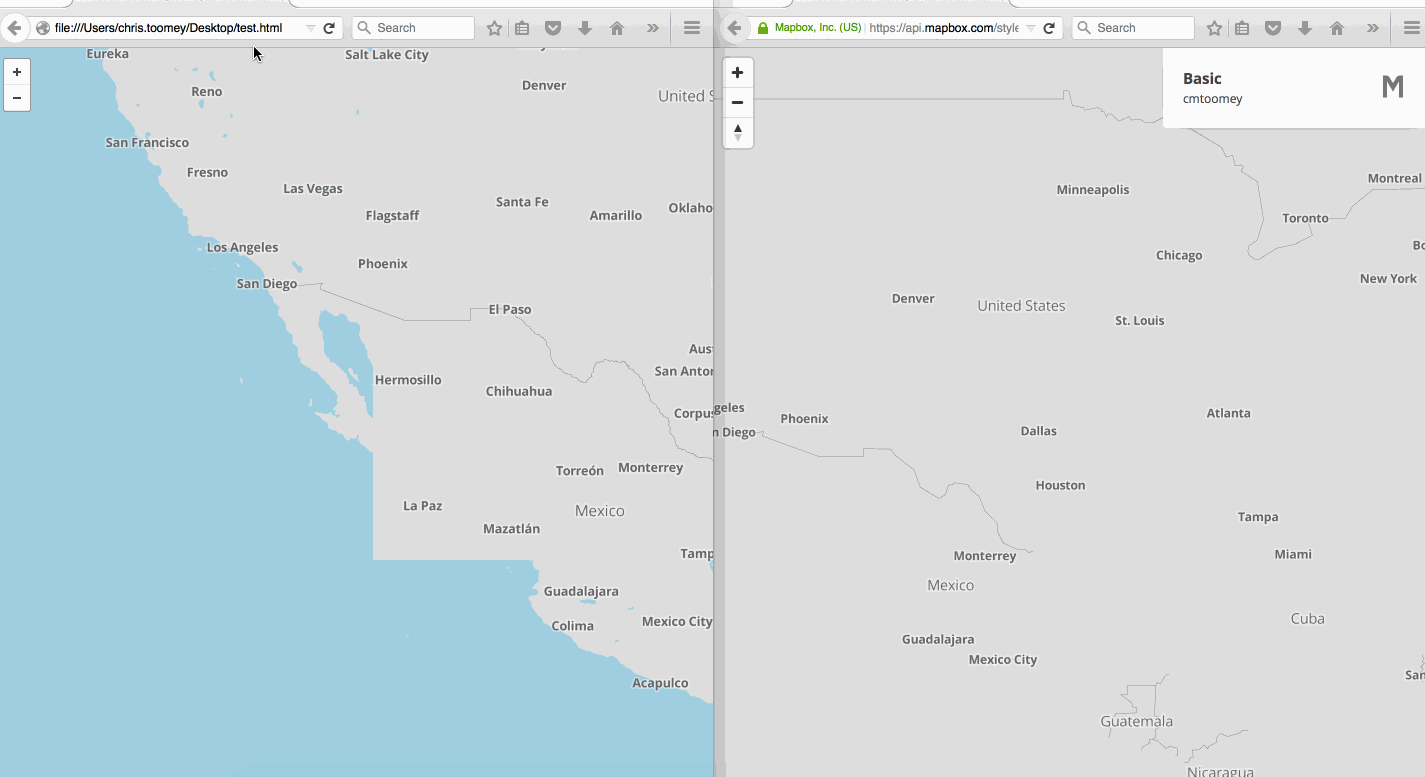 file:///Users/chris.toomey/Desktop/test.html
Search
Eureka
Salt Lake City
Reno
Denver
United S
San Francisco
Fresno
Las Vegas
Flagstaff
Santa Fe
Amarillo
Oklaho
Los Angeles
Phoenix
San Diego
El Paso
Aus
Hermosillo
Chihuahua
San Anton
Corpus
Torreón
Monterrey
La Paz
Mexico
Mazatlán
Tamp
Guadalajara
Colima
Mexico City
Acapulco
+
−
Mapbox, Inc. (US)
https://api.mapbox.com/style
Search
+
−
Basic
cmtoomey
M
Minneapolis
Montreal
Toronto
Chicago
Bo
New York
Denver
United States
St. Louis
geles
n Diego
Phoenix
Atlanta
Dallas
Houston
Tampa
Monterrey
Miami
Mexico
Cuba
Guadalajara
Mexico City
San
Guatemala
Nicaragua